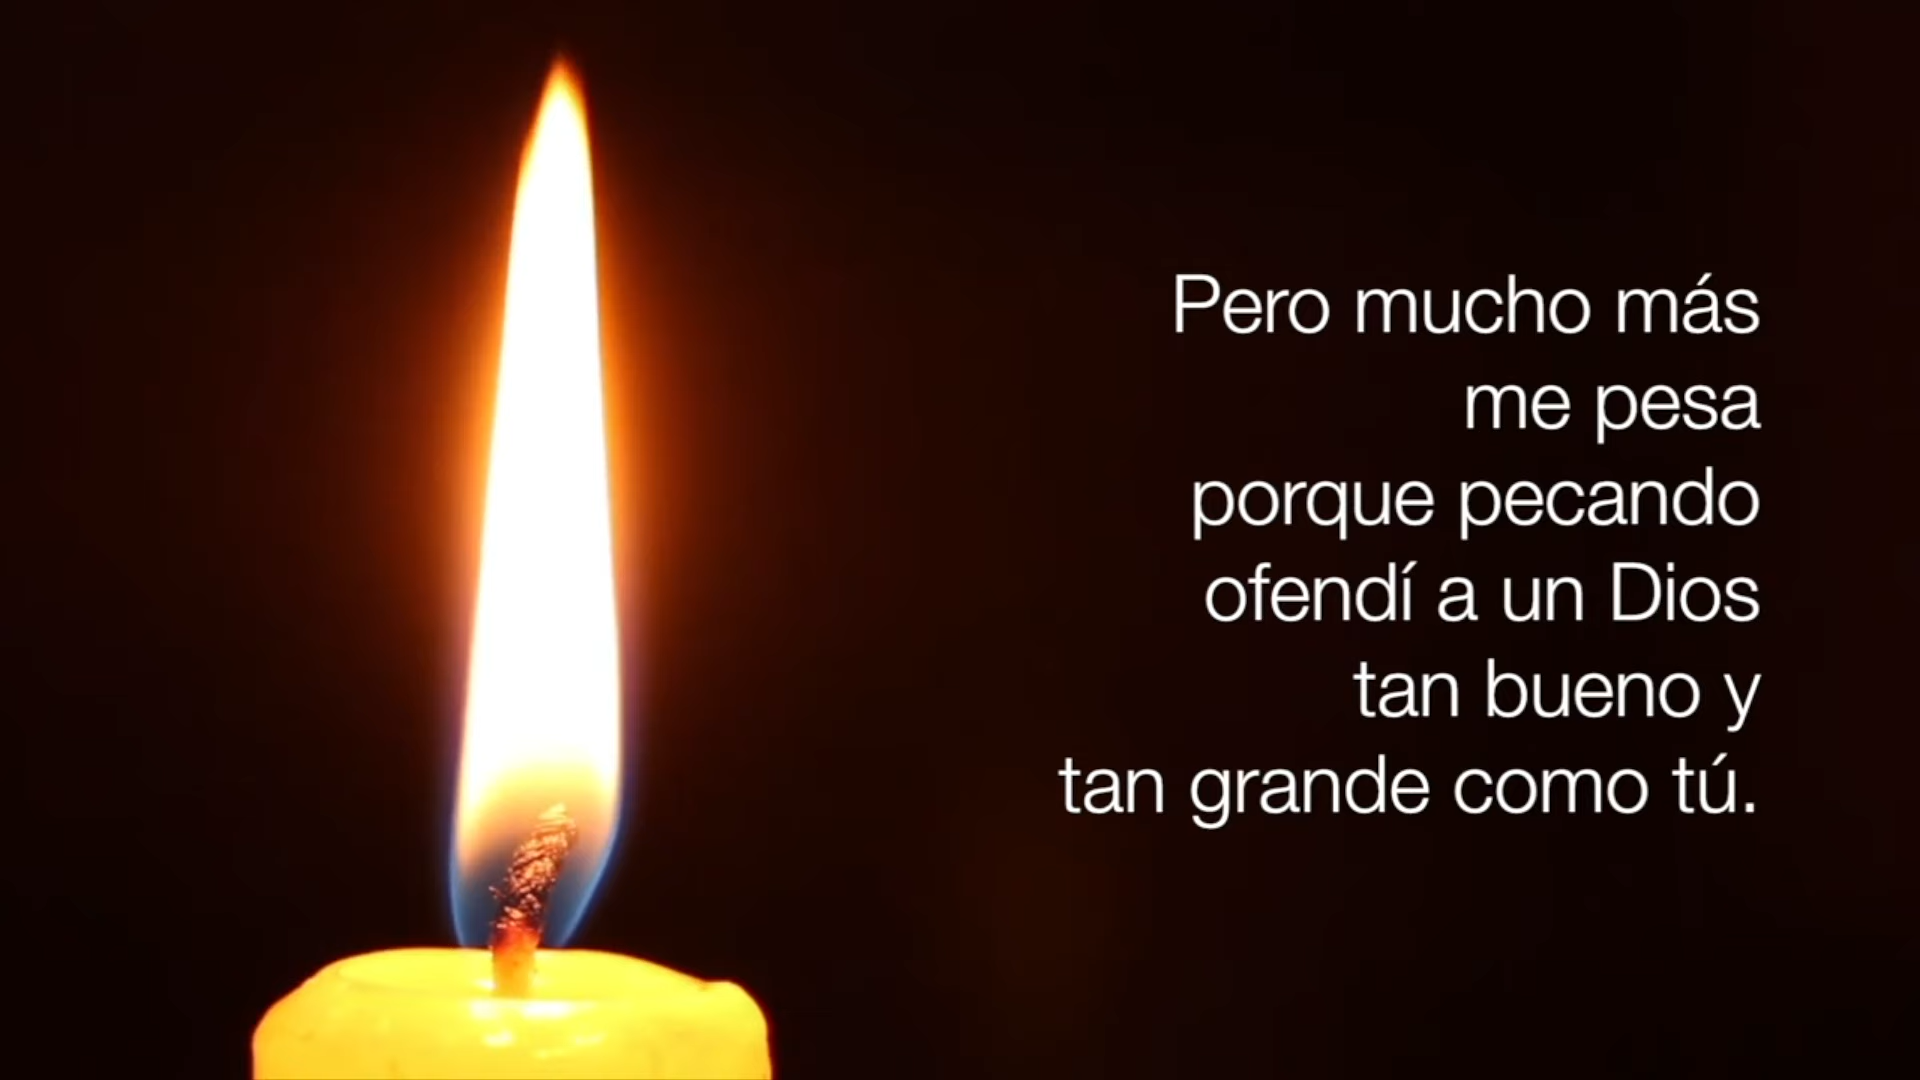 Pero mucho más
me pesa
porque pecando
ofendí a un Dios
tan bueno y
tan grande como tú.